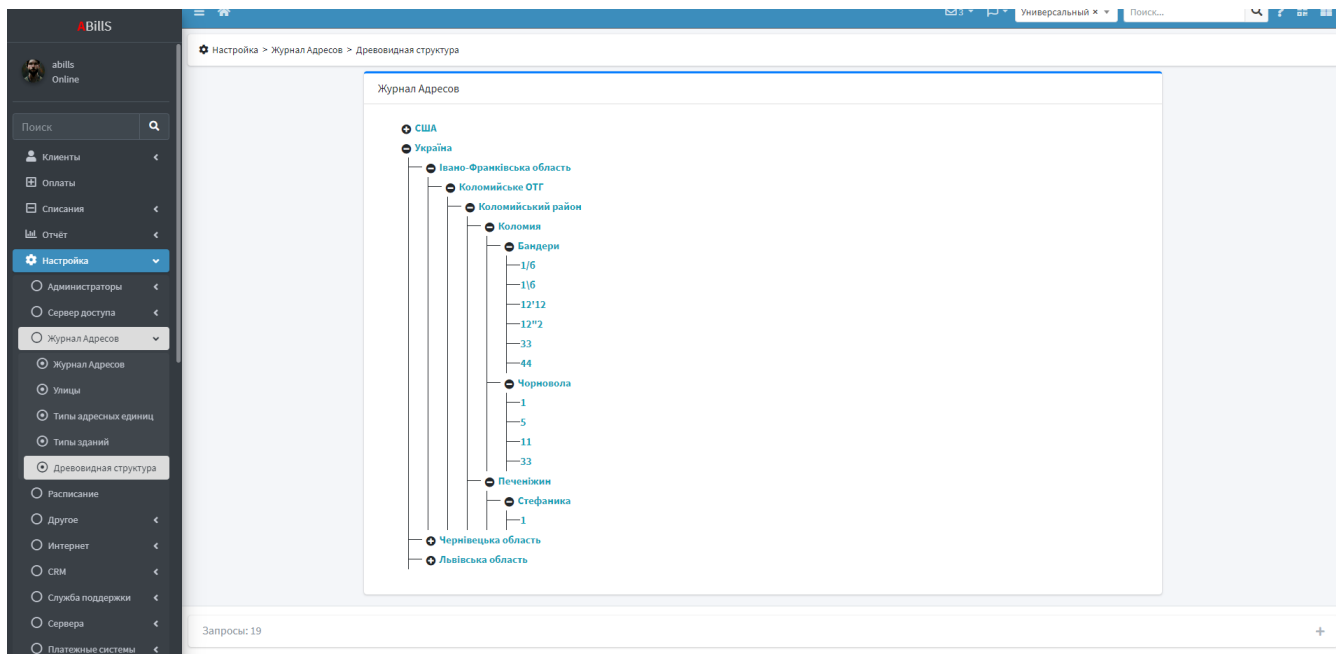 ABillS
3
Универсальный ×
Поиск...
?
abills
Online
Поиск
Клиенты
Оплаты
Списания
Отчёт
Настройка
Администраторы
Сервер доступа
Журнал Адресов
Журнал Адресов
Улицы
Типы адресных единиц
Типы зданий
Древовидная структура
Расписание
Другое
Интернет
CRM
Служба поддержки
Сервера
Платежные системы
Настройка > Журнал Адресов > Древовидная структура
Журнал Адресов
США
Україна
Івано-Франківська область
Коломийське ОТГ
Коломийський район
Коломия
Бандери
1/б
1\б
12'12
12"2
33
44
Чорновола
1
5
11
33
Печеніжин
Стефаника
1
Чернівецька область
Львівська область
Запросы: 19
+